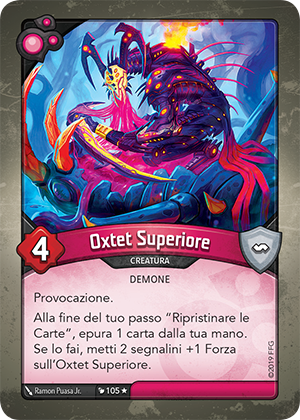 Oxtet Superiore
4
CREATURA
DEMONE
Provocazione.
Alla fine del tuo passo “Ripristinare le
Carte”, epura 1 carta dalla tua mano.
Se lo fai, metti 2 segnalini +1 Forza
sull’Oxtet Superiore.
©2019 FFG
Ramon Puasa Jr.
105